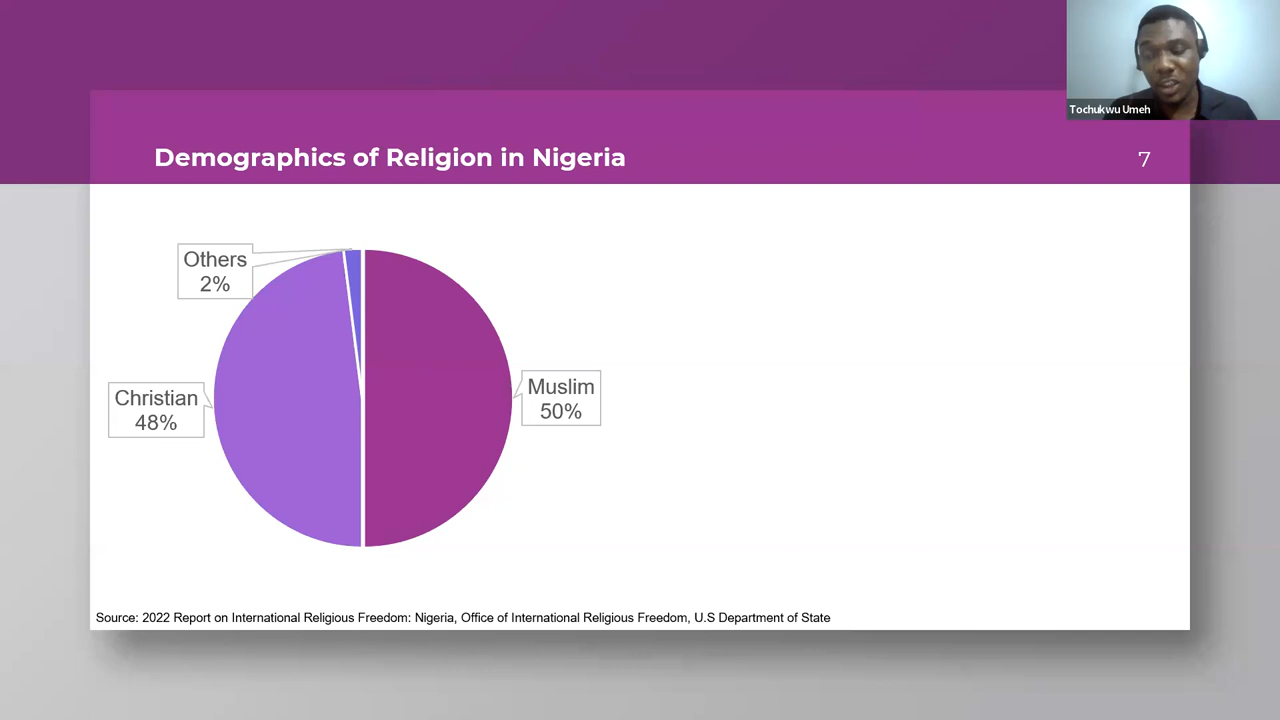 Tochukwu Umeh
Demographics of Religion in Nigeria
7
Others
2%
Christian
48%
Muslim
50%
Source: 2022 Report on International Religious Freedom: Nigeria, Office of International Religious Freedom, U.S Department of State